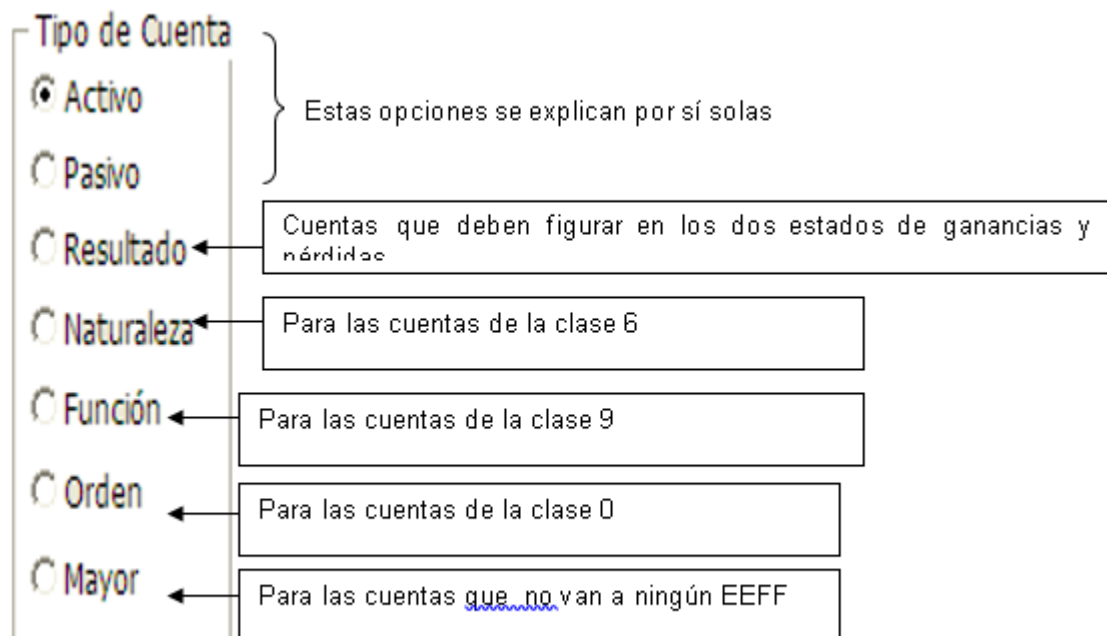 Tipo de Cuenta
Activo
Estas opciones se explican por sí solas
Pasivo
Resultado
Cuentas que deben figurar en los dos estados de ganancias y
pérdidas
Naturaleza
Para las cuentas de la clase 6
Función
Para las cuentas de la clase 9
Orden
Para las cuentas de la clase 0
Mayor
Para las cuentas que no van a ningún EEFF